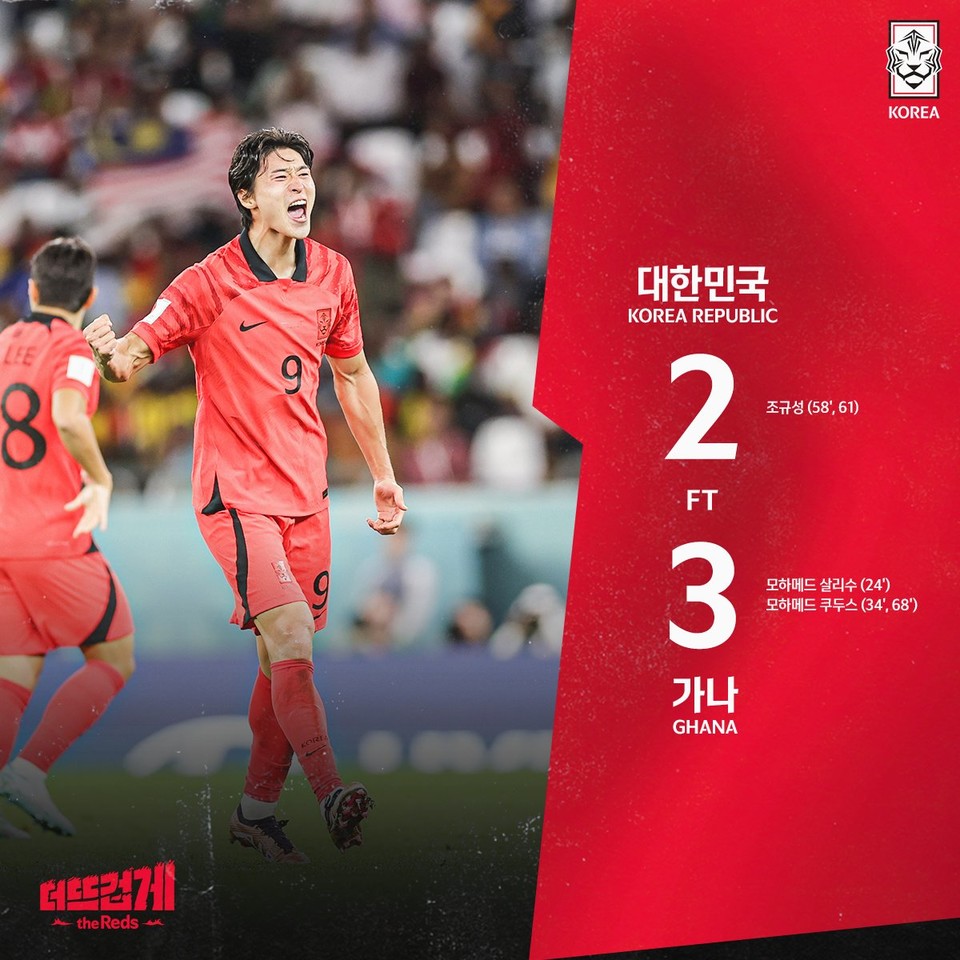 KOREA
대한민국
KOREA REPUBLIC
2
조규성 (58', 61)
FT
3
모하메드 살리수 (24')
모하메드 쿠두스 (34', 68')
가나
GHANA
LEE
8
9
9
더뜨겁게
theReds